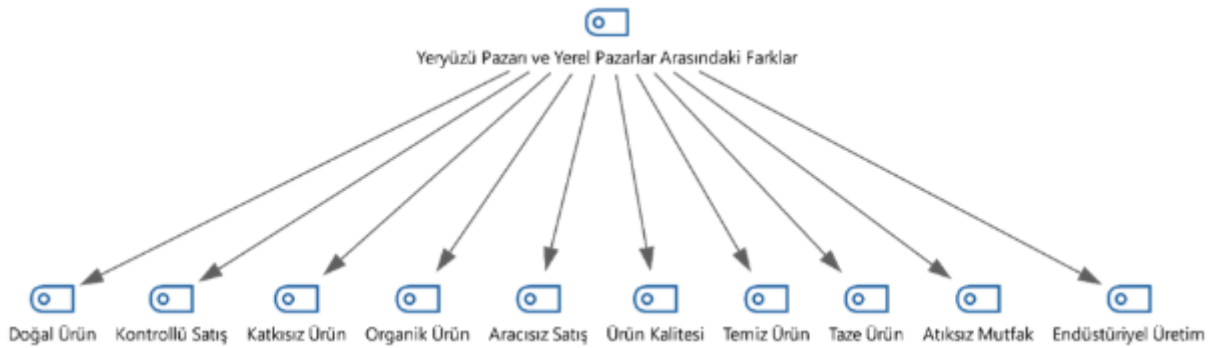 Yeryüzü Pazarı ve Yerel Pazarlar Arasındaki Farklar
Doğal Ürün
Kontrollü Satış
Katkısız Ürün
Organik Ürün
Aracısız Satış
Ürün Kalitesi
Temiz Ürün
Taze Ürün
Atıksız Mutfak
Endüstüriyel Üretim